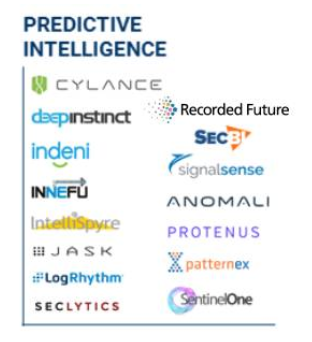 PREDICTIVE
INTELLIGENCE
CYLANCE
deepinstinct
indeni
INNEFU
IntelliSpyre
JASK
LogRhythm
SECLYTICS
Recorded Future
SECBI
signalsense
ANOMALI
PROTENUS
patternex
SentinelOne